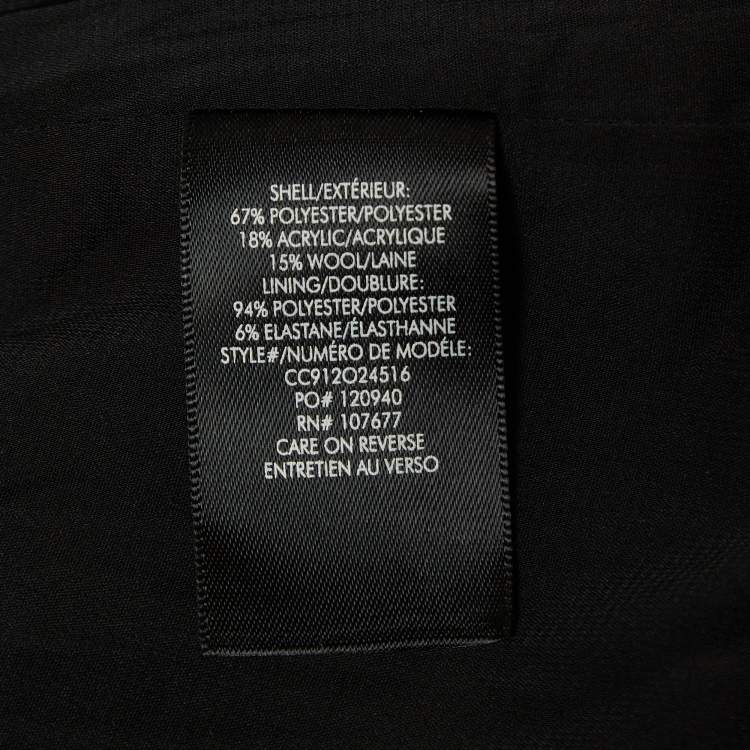 SHELL/EXTÉRIEUR:
67% POLYESTER/POLYESTER
18% ACRYLIC/ACRYLIQUE
15% WOOL/LAINE
LINING/DOUBLURE:
94% POLYESTER/POLYESTER
6% ELASTANE/ÉLASTHANNE
STYLE#/NUMÉRO DE MODÉLE:
CC912O24516
PO# 120940
RN# 107677
CARE ON REVERSE
ENTRETIEN AU VERSO